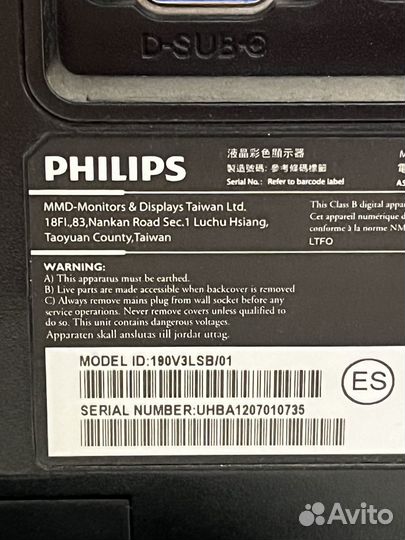 D-SUB
液晶彩色顯示器
PHILIPS
製造號碼: 參考條碼標籤
Serial No.: Refer to barcode label
MMD-Monitors & Displays Taiwan Ltd.
18Fl.,83,Nankan Road Sec.1 Luchu Hsiang,
Taoyuan County,Taiwan
This Class B digital appar
Cet appareil numérique d
conforme à la norme NM
LTFO
WARNING:
A) This apparatus must be earthed.
B) Live parts are made accessible when backcover is removed
C) Always remove mains plug from wall socket before any
service operations. Never remove covers unless qualified to
do so. This unit contains dangerous voltages.
Apparaten skall anslutas till jordat uttag.
MODEL ID:190V3LSB/01
SERIAL NUMBER:UHBA1207010735
ES
Avito